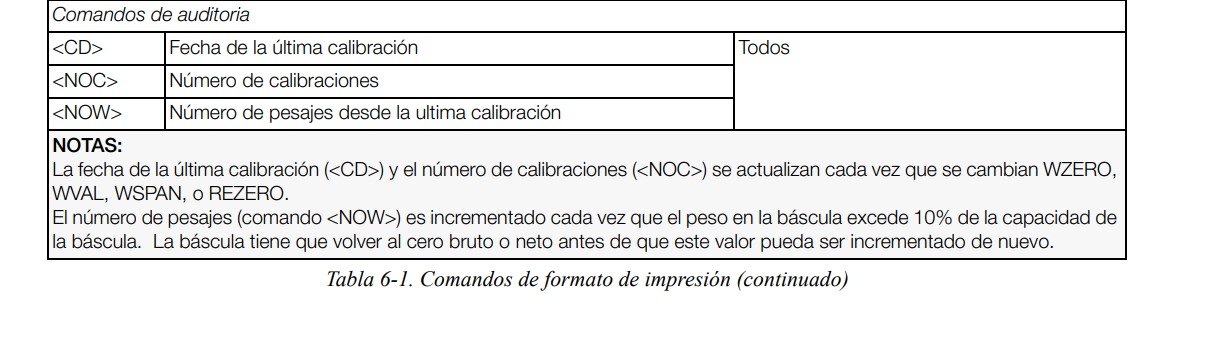 Comandos de auditoria
<CD> Fecha de la última calibración Todos
<NOC> Número de calibraciones
<NOW> Número de pesajes desde la ultima calibración
NOTAS:
La fecha de la última calibración (<CD>) y el número de calibraciones (<NOC>) se actualizan cada vez que se cambian WZERO,
WVAL, WSPAN, o REZERO.
El número de pesajes (comando <NOW>) es incrementado cada vez que el peso en la báscula excede 10% de la capacidad de
la báscula.  La báscula tiene que volver al cero bruto o neto antes de que este valor pueda ser incrementado de nuevo.
Tabla 6-1. Comandos de formato de impresión (continuado)